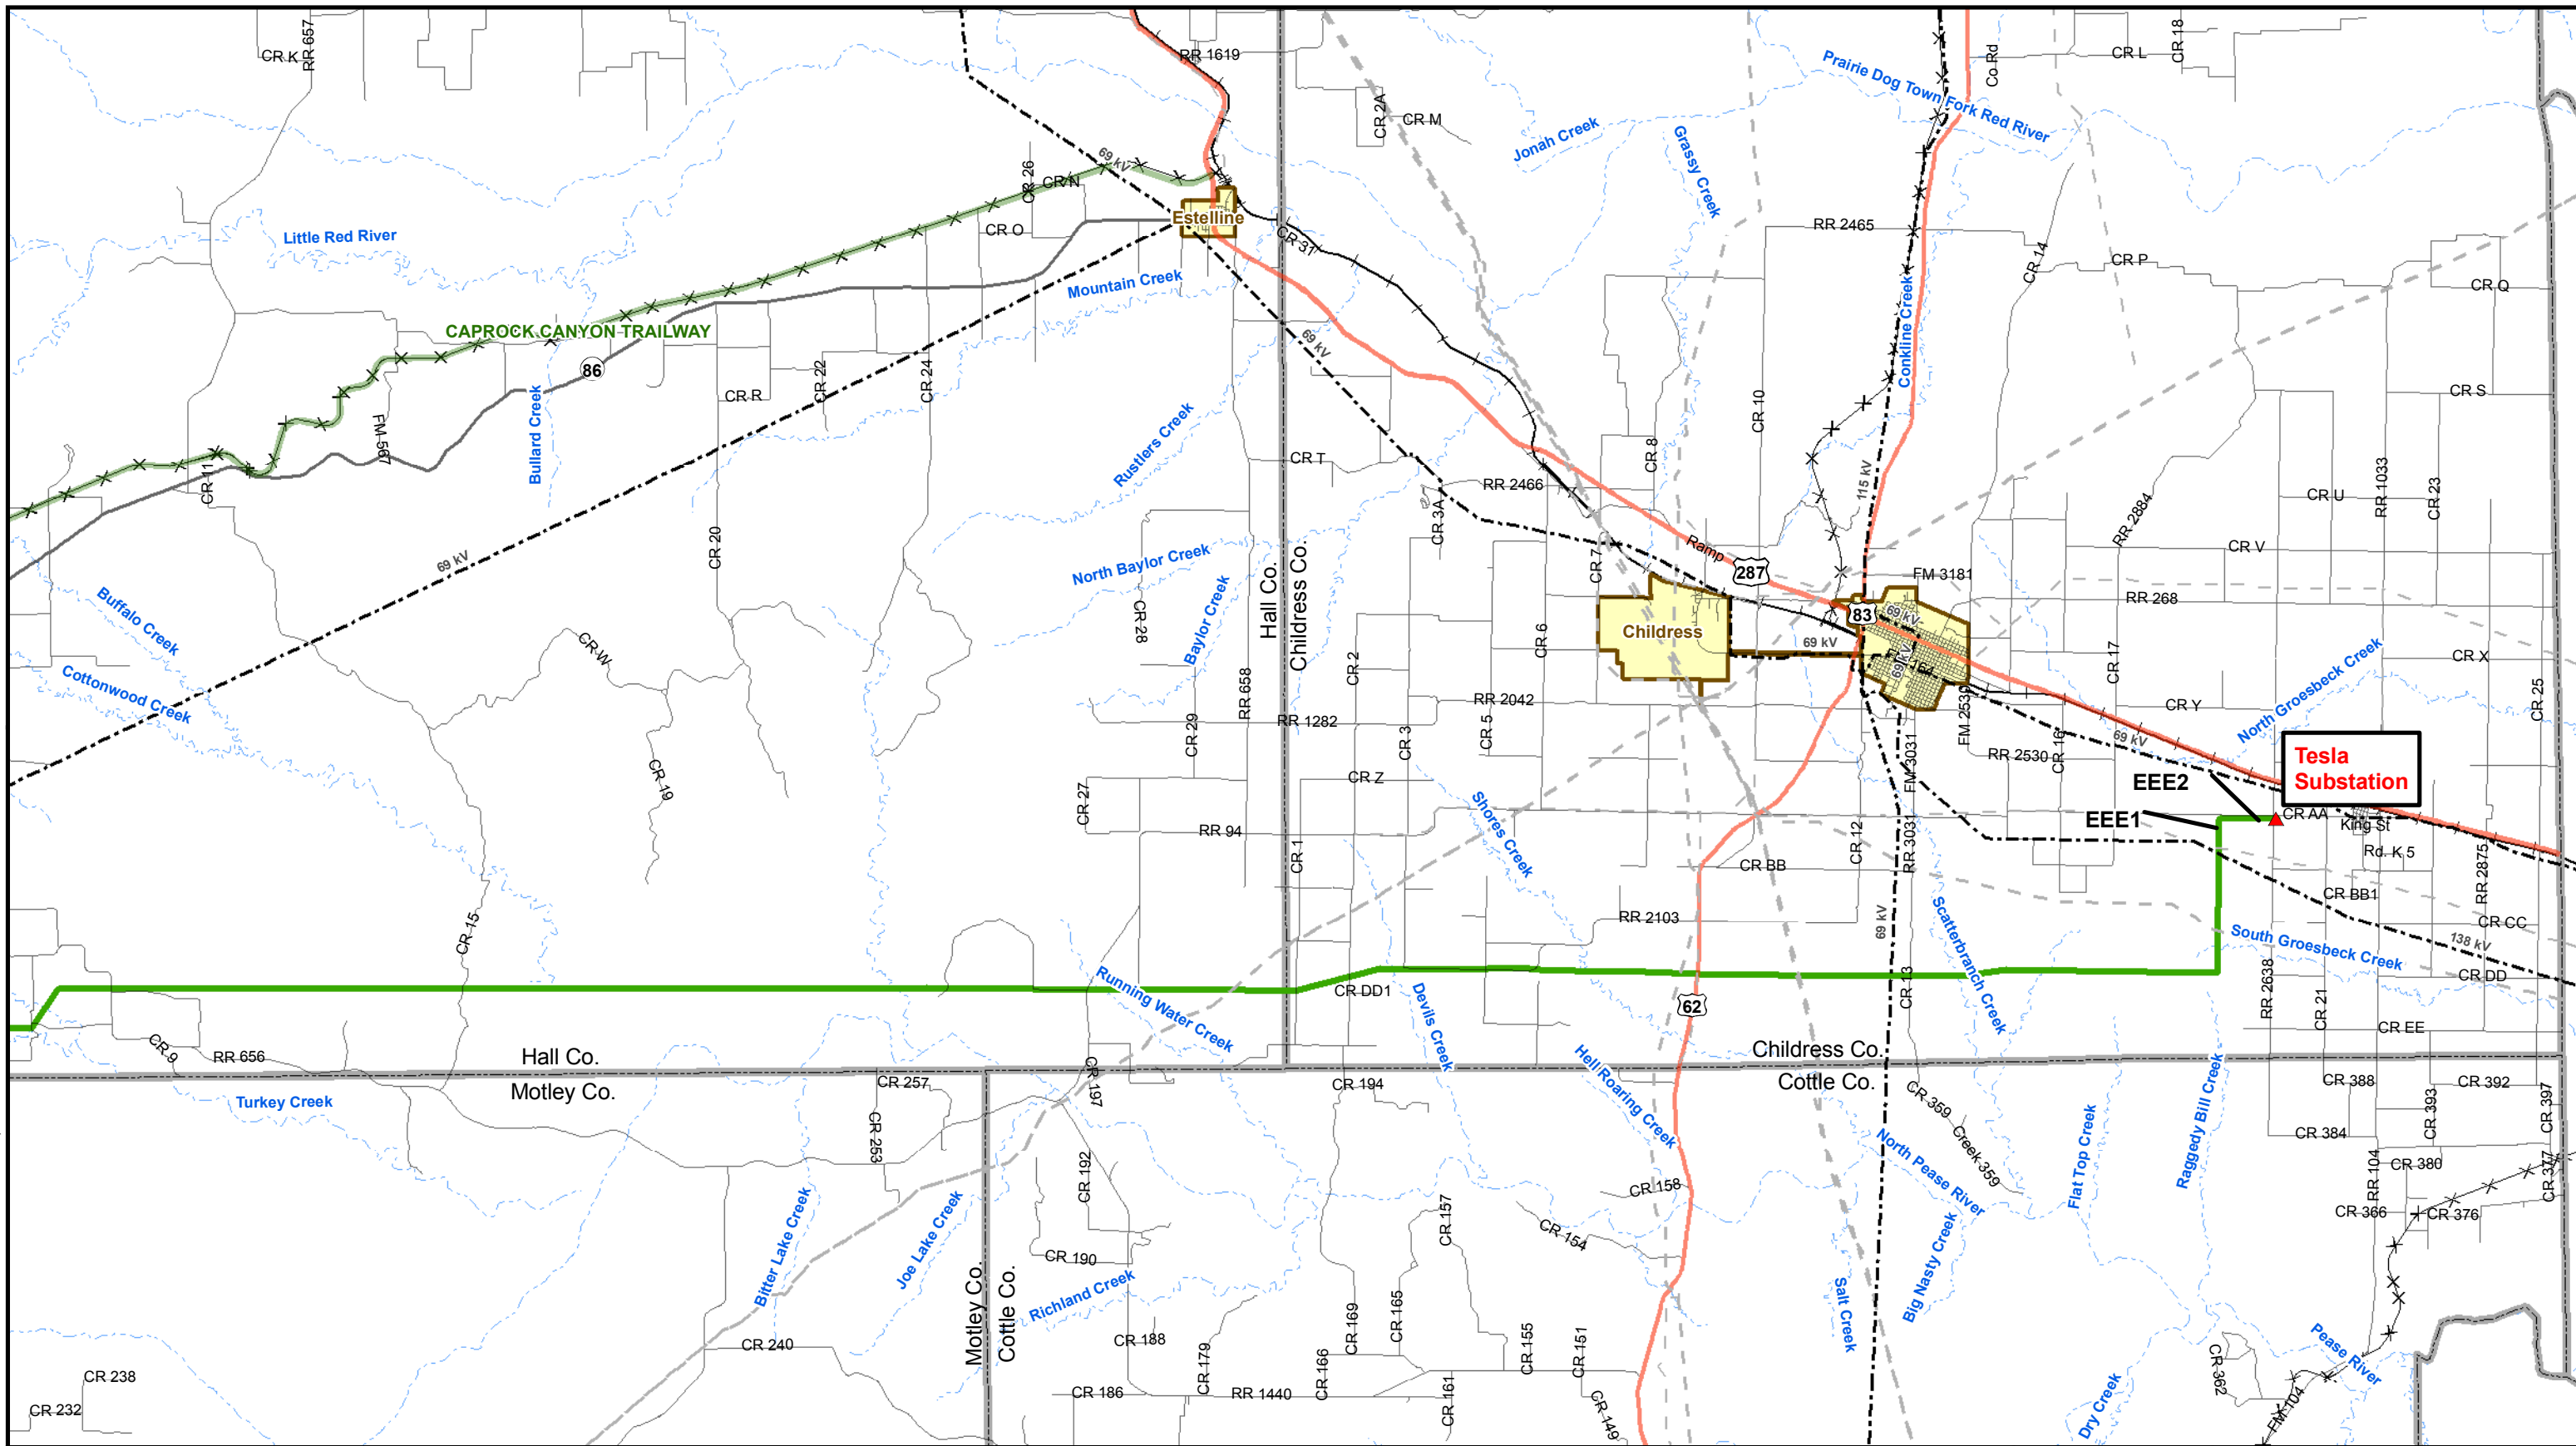 CR K
RR 657
RR 1619
CR 2A
CR M
Jonah Creek
Grassy Creek
Prairie Dog Town Fork Red River
Co Rd
CR L
CR 18
69 kV
CR 26
CR N
CR O
Estelline
CR 31
Little Red River
Mountain Creek
RR 2465
CR 14
CR P
CR Q
Conkline Creek
CAPROCK CANYON TRAILWAY
86
69 kV
CR R
CR 22
CR 24
Bullard Creek
FM 567
CR 11
Rustlers Creek
CR 10
CR 8
CR S
CR T
RR 2466
CR 3A
115 kV
RR 1033
CR 23
CR U
RR 2884
CR V
69 kV
CR 20
North Baylor Creek
Baylor Creek
CR 28
Hall Co.
Childress Co.
CR 7
Ramp
287
FM 3181
RR 268
83
69 kV
Childress
69 kV
69 kV
Buffalo Creek
Cottonwood Creek
CR W
CR 6
CR 2
CR 17
CR X
North Groesbeck Creek
RR 658
CR 29
RR 1282
RR 2042
CR 5
CR 3
CR Y
CR 25
FM 2530
FM 3031
RR 2530
CR 16
69 kV
Tesla
Substation
EEE2
EEE1
CR 19
CR 27
CR Z
RR 94
CR 1
Shores Creek
CR 12
RR 3031
CR BB
CR AA
King St
Rd. K 5
RR 2875
CR BB1
CR CC
RR 2103
69 kV
Scatterbranch Creek
South Groesbeck Creek
138 kV
CR DD
CR 15
Running Water Creek
CR DD1
Devils Creek
62
CR 13
RR 2638
CR 21
CR EE
CR 9
RR 656
Hall Co.
Motley Co.
Childress Co.
Cottle Co.
Turkey Creek
CR 257
CR 253
CR 197
CR 194
Hell Roaring Creek
CR 359
Creek 359
North Pease River
Flat Top Creek
Raggedy Bill Creek
CR 388
CR 392
CR 393
CR 397
CR 384
CR 380
CR 377
RR 104
CR 366
CR 376
Bitter Lake Creek
Joe Lake Creek
CR 192
CR 190
Richland Creek
CR 157
CR 158
CR 154
Big Nasty Creek
Salt Creek
Motley Co.
Cottle Co.
CR 240
CR 188
CR 179
CR 169
CR 165
CR 166
CR 155
CR 151
CR 186
RR 1440
CR 161
CR 149
CR 238
CR 232
CR 362
Pease River
FM 104
Dry Creek